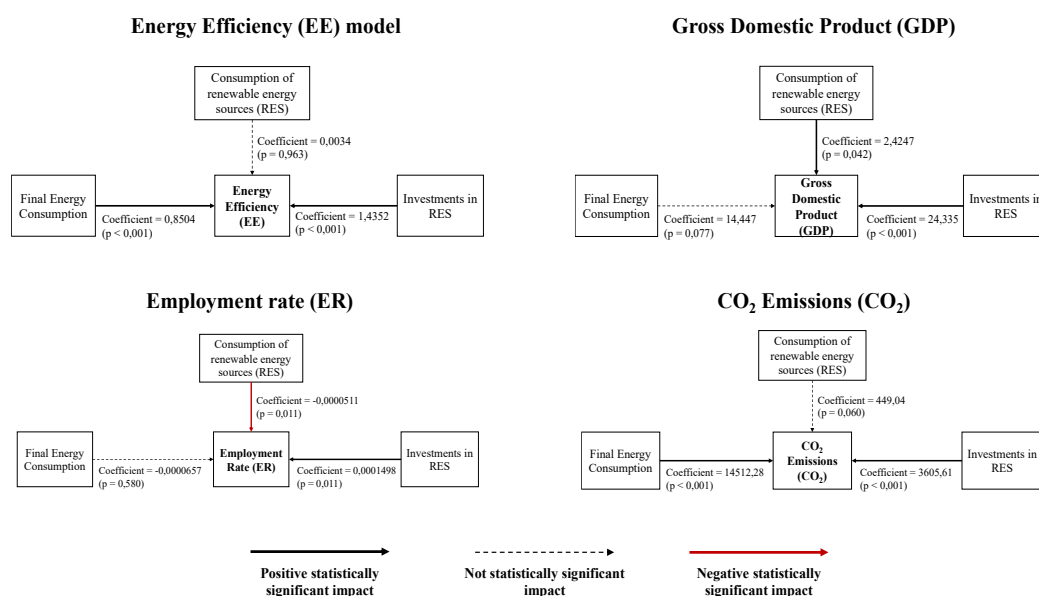 Energy Efficiency (EE) model
Consumption of
renewable energy
sources (RES)
Coefficient = 0,0034
(p = 0,963)
Final Energy
Consumption
Coefficient = 0,8504
(p < 0,001)
Energy
Efficiency
(EE)
Coefficient = 1,4352
(p < 0,001)
Investments in
RES
Gross Domestic Product (GDP)
Consumption of
renewable energy
sources (RES)
Coefficient = 2,4247
(p = 0,042)
Final Energy
Consumption
Coefficient = 14,447
(p = 0,077)
Gross
Domestic
Product
(GDP)
Coefficient = 24,335
(p < 0,001)
Investments in
RES
Employment rate (ER)
Consumption of
renewable energy
sources (RES)
Coefficient = -0,0000511
(p = 0,011)
Final Energy
Consumption
Coefficient = -0,0000657
(p = 0,580)
Employment
Rate (ER)
Coefficient = 0,0001498
(p = 0,011)
Investments in
RES
CO₂ Emissions (CO₂)
Consumption of
renewable energy
sources (RES)
Coefficient = 449,04
(p = 0,060)
Final Energy
Consumption
Coefficient = 14512,28
(p < 0,001)
CO₂
Emissions
(CO₂)
Coefficient = 3605,61
(p < 0,001)
Investments in
RES
Positive statistically
significant impact
Not statistically significant
impact
Negative statistically
significant impact